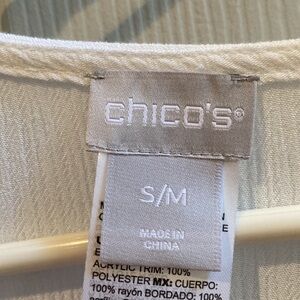 chico's®
S/M
MADE IN
CHINA
ACRYLIC TRIM: 100%
POLYESTER MX: CUERPO:
100% rayón BORDADO: 100%